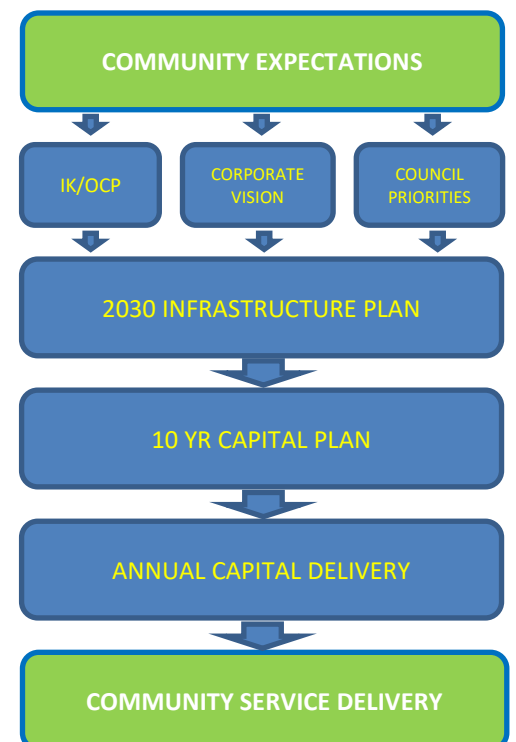 COMMUNITY EXPECTATIONS
IK/OCP
CORPORATE
VISION
COUNCIL
PRIORITIES
2030 INFRASTRUCTURE PLAN
10 YR CAPITAL PLAN
ANNUAL CAPITAL DELIVERY
COMMUNITY SERVICE DELIVERY